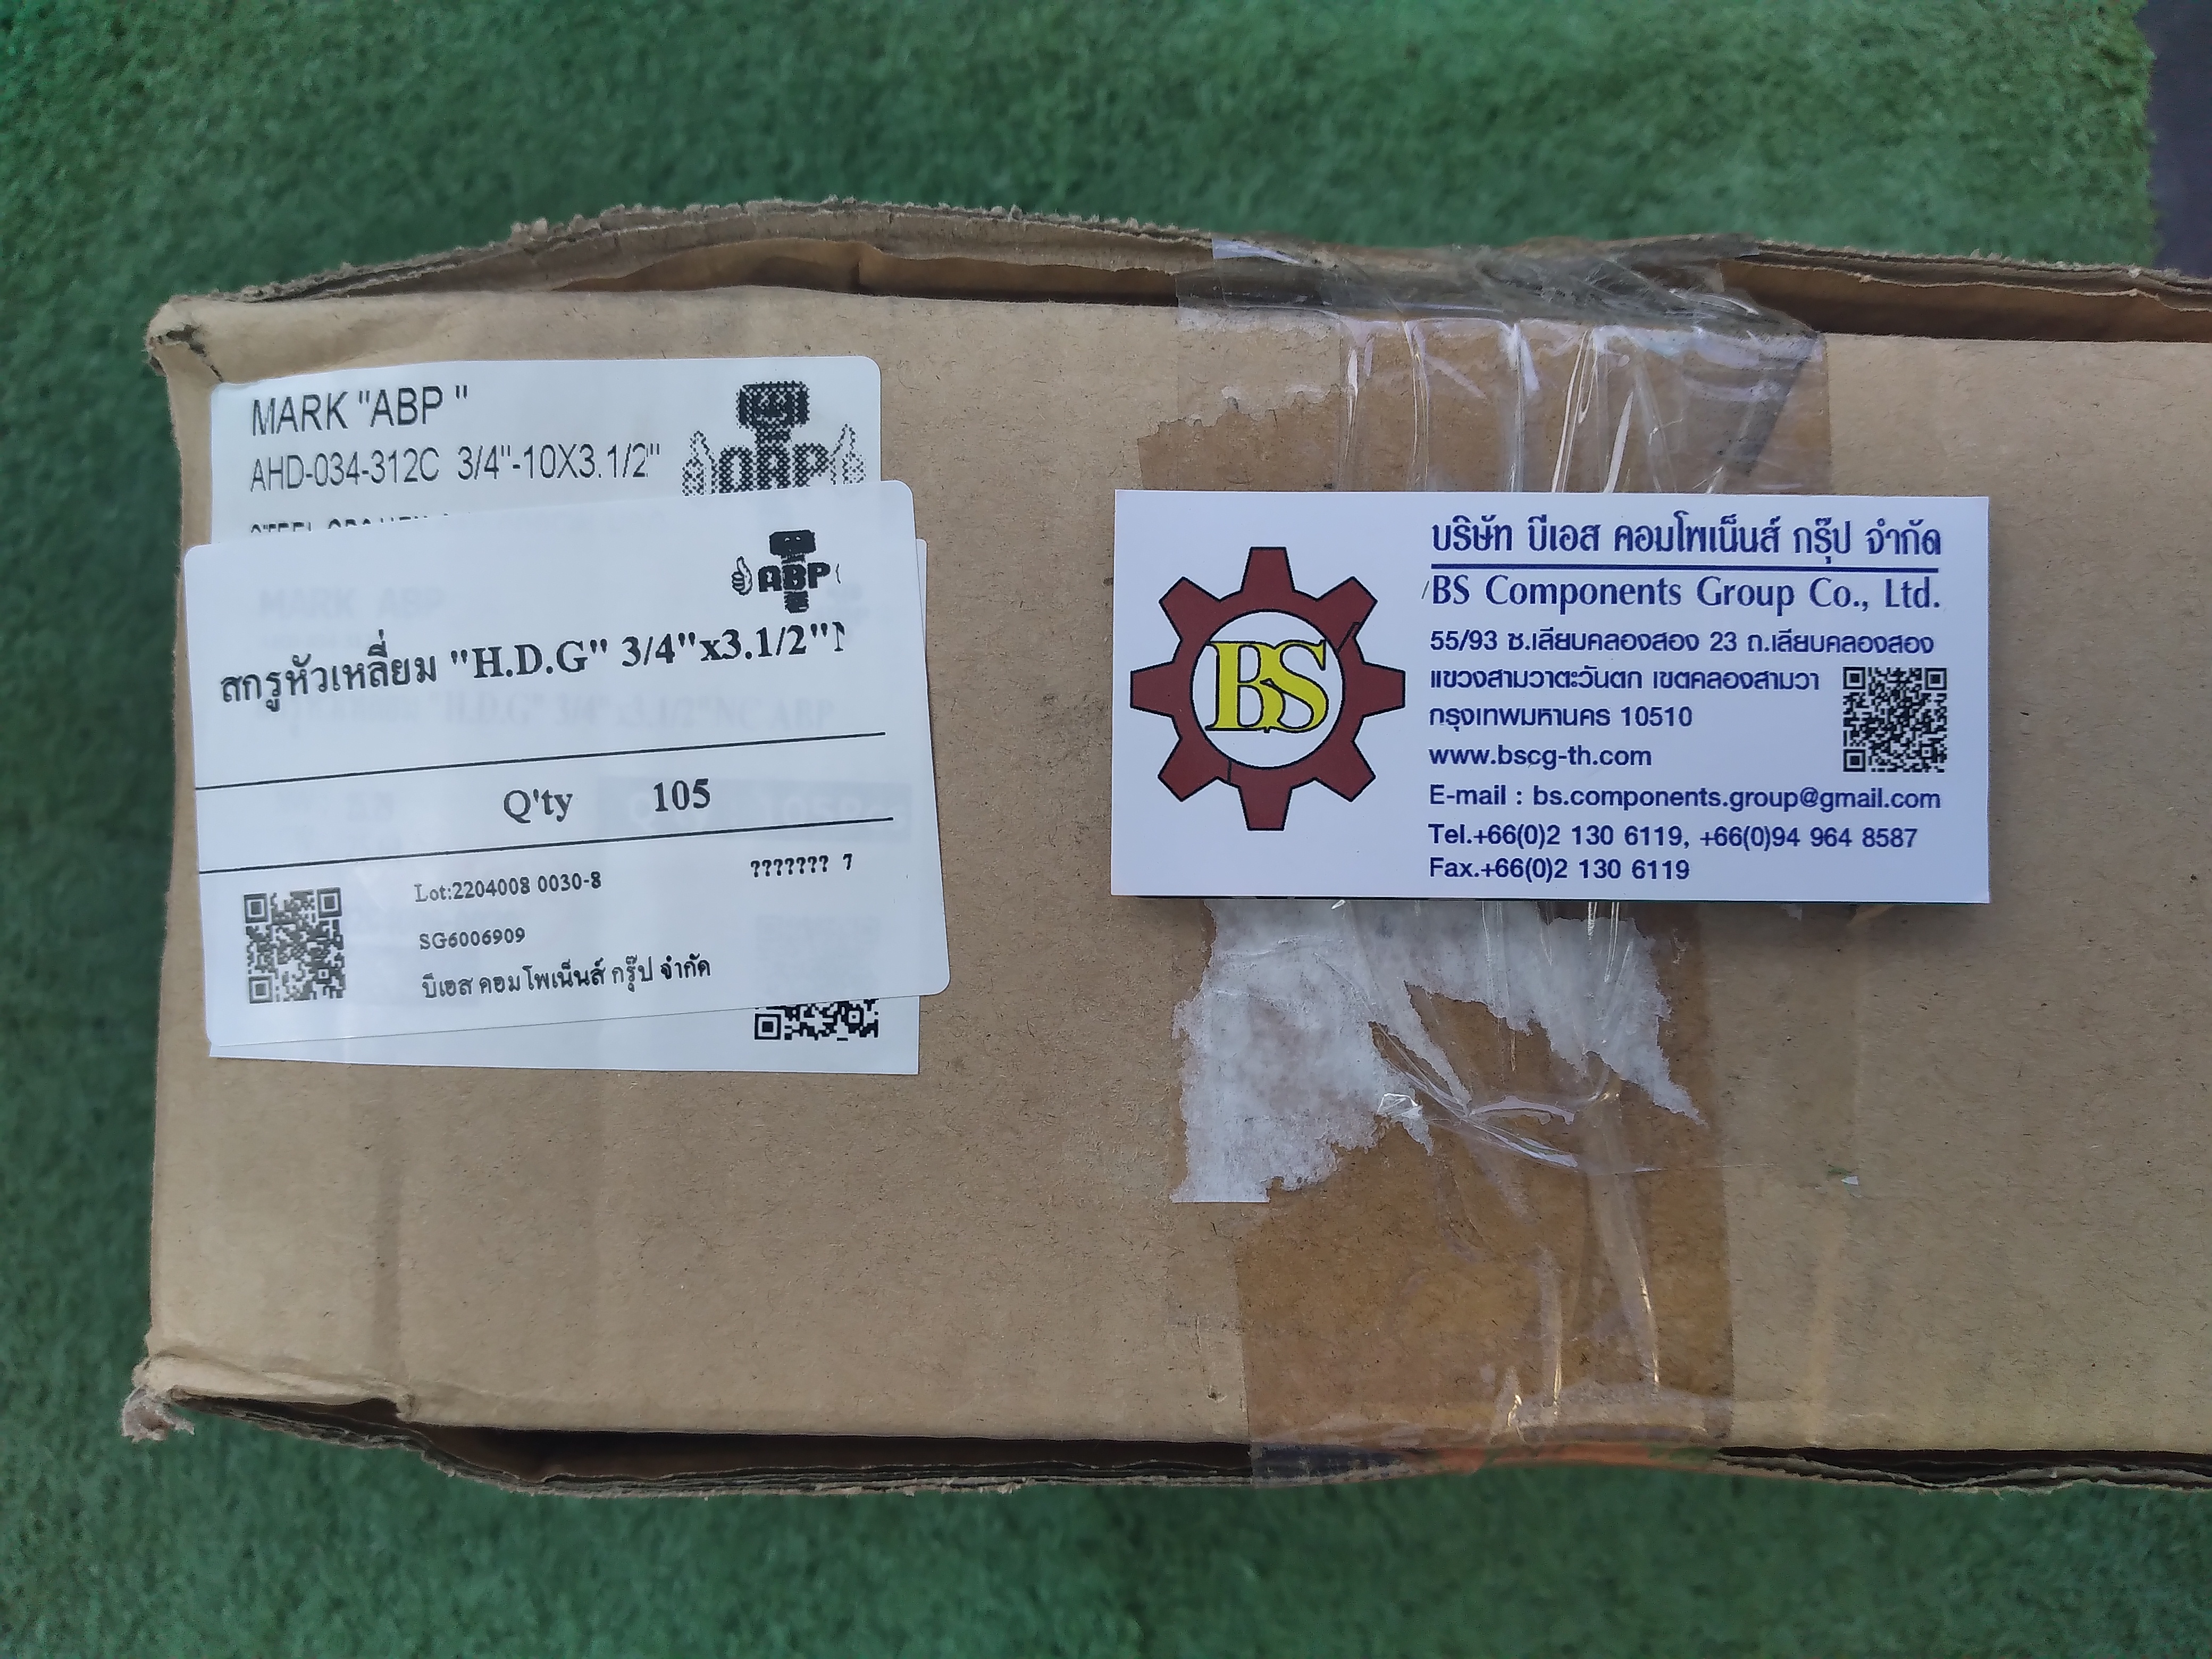 MARK "ABP "
AHD-034-312C 3/4"-10X3.1/2"
ABP
ABP
สกรูหัวเหลี่ยม "H.D.G" 3/4"x3.1/2"N
Q'ty 105
Lot:2204008 0030-8 ??????? 7
SG6006909
บีเอส คอมโพเน็นส์ กรุ๊ป จำกัด
BS
บริษัท บีเอส คอมโพเน็นส์ กรุ๊ป จำกัด
BS Components Group Co., Ltd.
55/93 ซ.เลียบคลองสอง 23 ถ.เลียบคลองสอง
แขวงสามวาตะวันตก เขตคลองสามวา
กรุงเทพมหานคร 10510
www.bscg-th.com
E-mail : bs.components.group@gmail.com
Tel.+66(0)2 130 6119, +66(0)94 964 8587
Fax.+66(0)2 130 6119